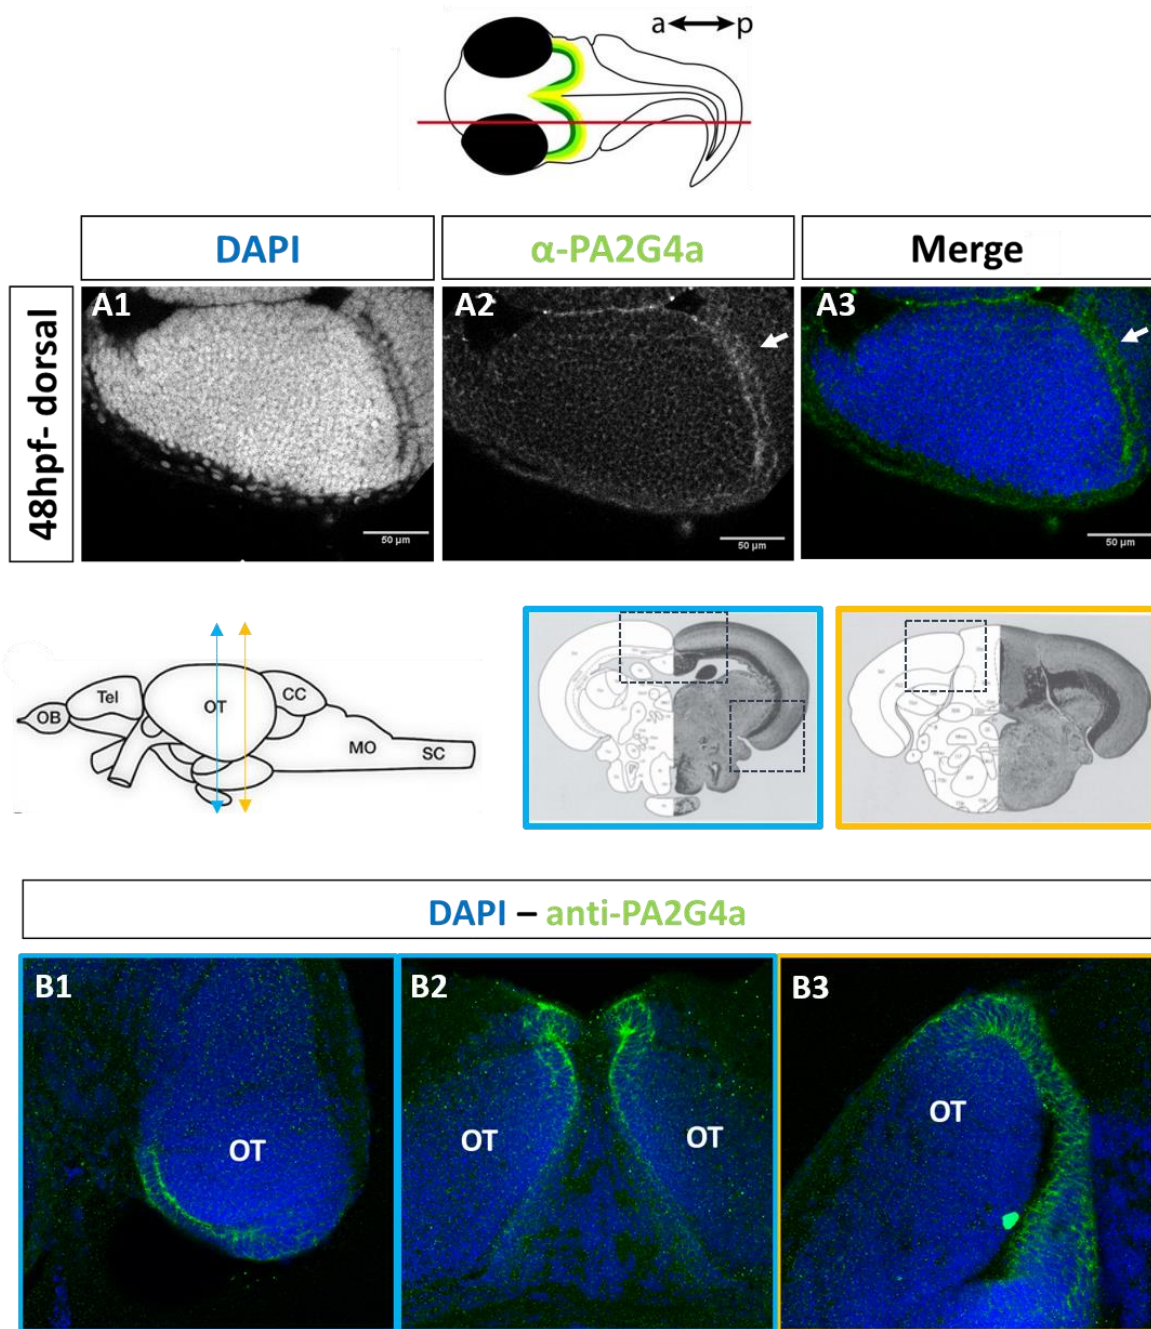 a p
DAPI
α-PA2G4a
Merge
48hpf- dorsal
A1
A2
A3
50 µm
50 µm
50 µm
OB
Tel
OT
CC
MO
SC
DAPI – anti-PA2G4a
B1
B2
B3
OT
OT
OT
OT